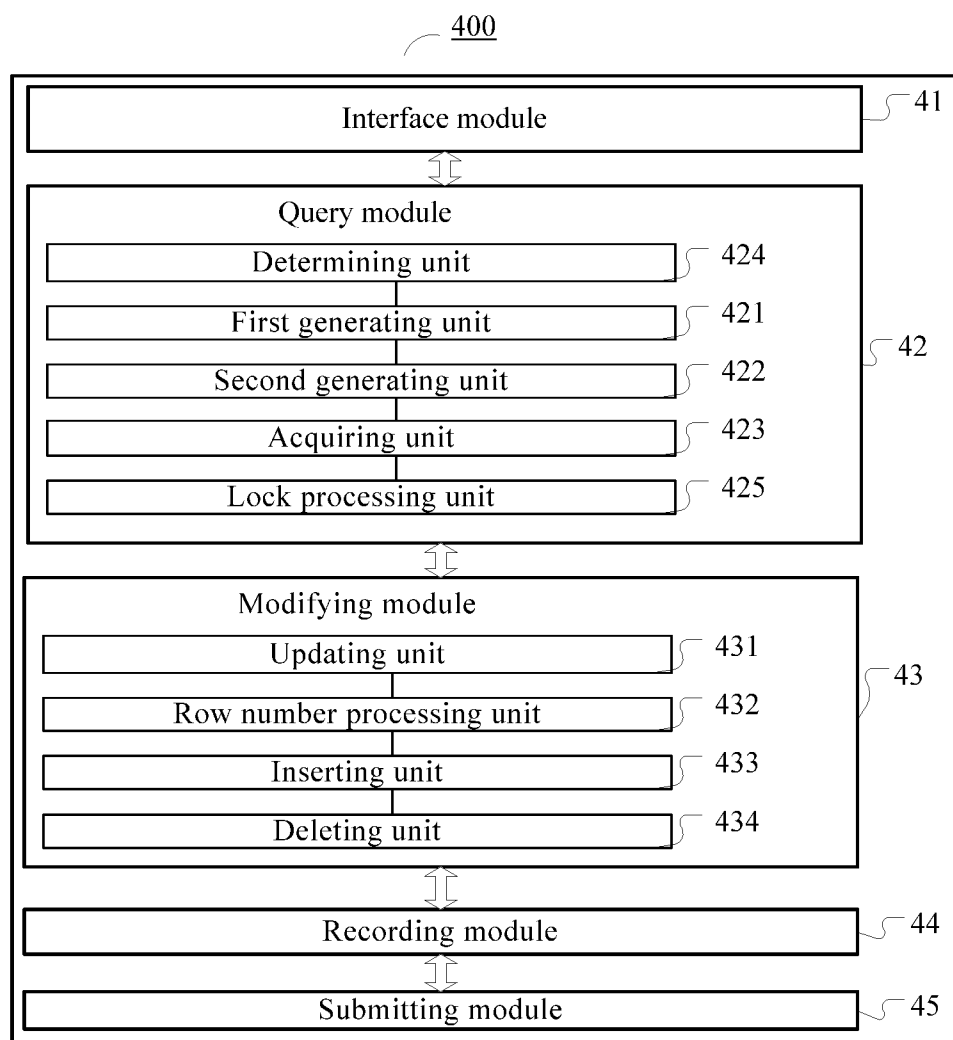 400
Interface module
41
Query module
Determining unit
424
First generating unit
421
42
Second generating unit
422
Acquiring unit
423
Lock processing unit
425
Modifying module
Updating unit
431
43
Row number processing unit
432
Inserting unit
433
Deleting unit
434
Recording module
44
Submitting module
45